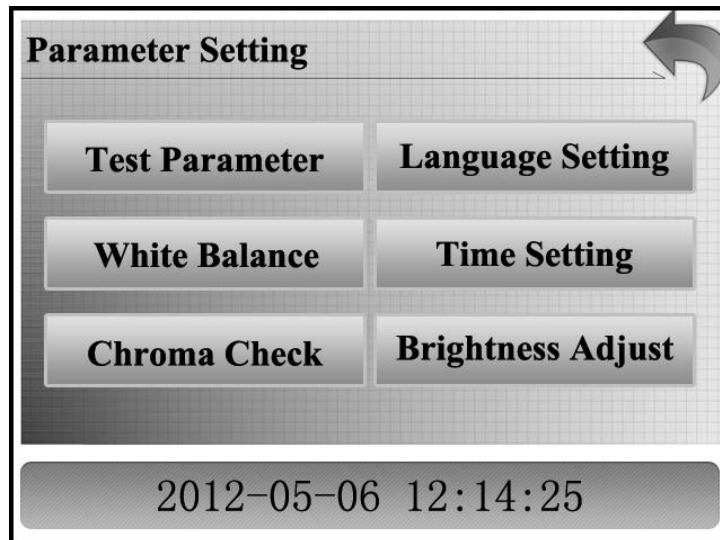 Parameter Setting
Test Parameter
Language Setting
White Balance
Time Setting
Chroma Check
Brightness Adjust
2012-05-06 12:14:25